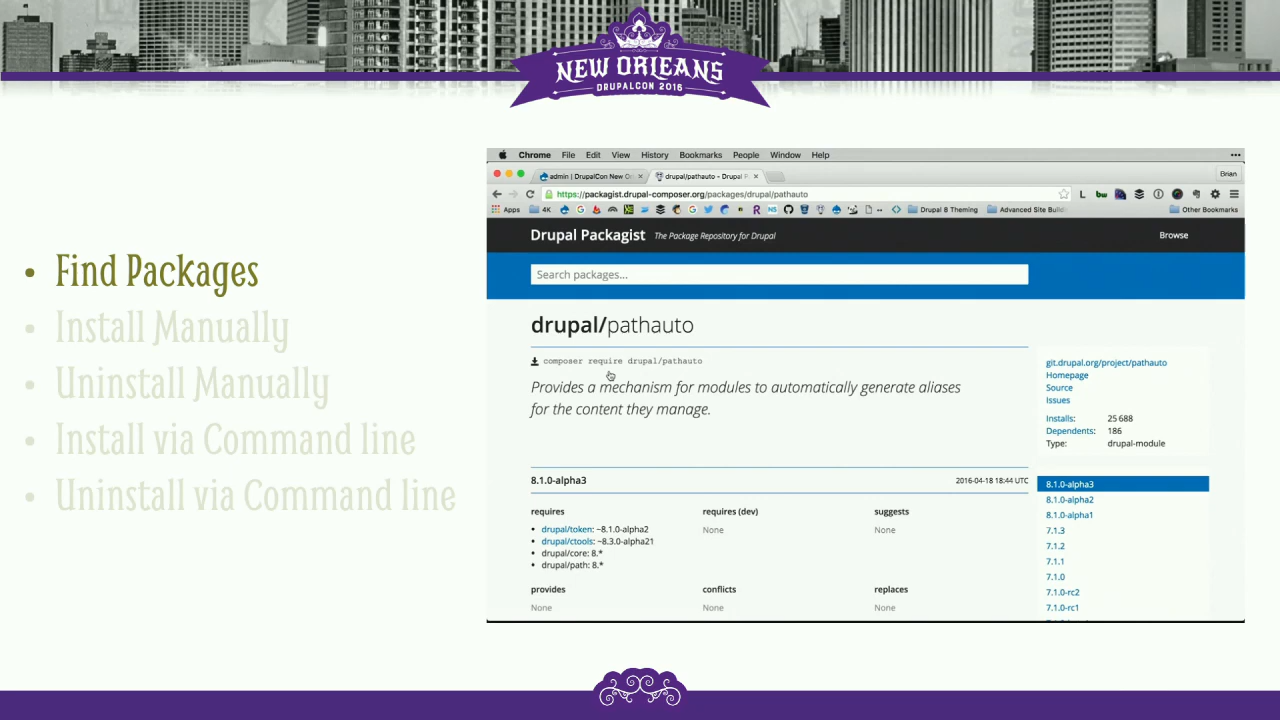 NEW ORLEANS
DRUPALCON 2016
Find Packages
Install Manually
Uninstall Manually
Install via Command line
Uninstall via Command line
Chrome File Edit View History Bookmarks People Window Help
admin | DrupalCon New O
drupal/pathauto - Drupal P
Brian
https://packagist.drupal-composer.org/packages/drupal/pathauto
Apps 4K Drupal 8 Theming Advanced Site Buil Other Bookmarks
Drupal Packagist The Package Repository for Drupal Browse
Search packages...
drupal/pathauto
composer require drupal/pathauto
Provides a mechanism for modules to automatically generate aliases
for the content they manage.
git.drupal.org/project/pathauto
Homepage
Source
Issues
Installs: 25 688
Dependents: 186
Type: drupal-module
8.1.0-alpha3 2016-04-18 18:44 UTC
requires
drupal/token: ~8.1.0-alpha2
drupal/ctools: ~8.3.0-alpha21
drupal/core: 8.*
drupal/path: 8.*
requires (dev)
None
suggests
None
provides
None
conflicts
None
replaces
None
8.1.0-alpha3
8.1.0-alpha2
8.1.0-alpha1
7.1.3
7.1.2
7.1.1
7.1.0
7.1.0-rc2
7.1.0-rc1